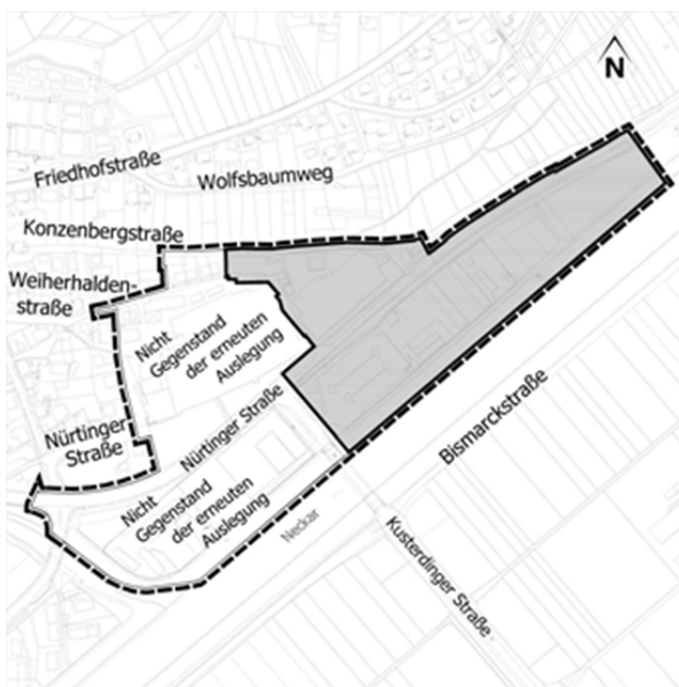 N
Friedhofstraße
Wolfsbaumweg
Konzenbergstraße
Weiherhalden-
straße
Nicht
Gegenstand
der erneuten
Auslegung
Nürtinger
Straße
Nürtinger Straße
Bismarckstraße
Nicht
Gegenstand
der erneuten
Auslegung
Neckar
Kusterdinger Straße